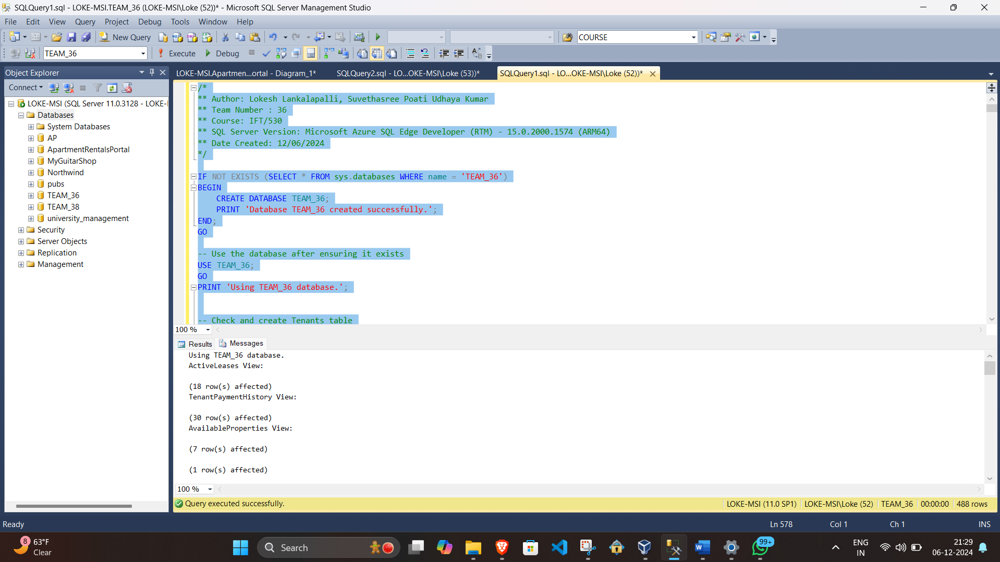 SQLQuery1.sql - LOKE-MSI.TEAM_36 (LOKE-MSI\Loke (52))* - Microsoft SQL Server Management Studio
File Edit View Query Project Debug Tools Window Help
New Query COURSE
TEAM_36 Execute Debug
Object Explorer
Connect
LOKE-MSI (SQL Server 11.0.3128 - LOKE-
Databases
System Databases
AP
ApartmentRentalsPortal
MyGuitarShop
Northwind
pubs
TEAM_36
TEAM_38
university_management
Security
Server Objects
Replication
Management
LOKE-MSI.Apartmen...ortal - Diagram_1* SQLQuery2.sql - LO...OKE-MSI\Loke (53))* SQLQuery1.sql - LO...OKE-MSI\Loke (52))*
/*
** Author: Lokesh Lankalapalli, Suvethasree Poati Udhaya Kumar
** Team Number : 36
** Course: IFT/530
** SQL Server Version: Microsoft Azure SQL Edge Developer (RTM) - 15.0.2000.1574 (ARM64)
** Date Created: 12/06/2024
*/
IF NOT EXISTS (SELECT * FROM sys.databases WHERE name = 'TEAM_36')
BEGIN
CREATE DATABASE TEAM_36;
PRINT 'Database TEAM_36 created successfully.';
END;
GO
-- Use the database after ensuring it exists
USE TEAM_36;
GO
PRINT 'Using TEAM_36 database.';
-- Check and create Tenants table
100 %
Results Messages
Using TEAM_36 database.
ActiveLeases View:
(18 row(s) affected)
TenantPaymentHistory View:
(30 row(s) affected)
AvailableProperties View:
(7 row(s) affected)
(1 row(s) affected)
100 %
Query executed successfully. LOKE-MSI (11.0 SP1) LOKE-MSI\Loke (52) TEAM_36 00:00:00 488 rows
Ready Ln 578 Col 1 Ch 1 INS
8 63°F
Clear
Search
99+
ENG
IN
21:29
06-12-2024